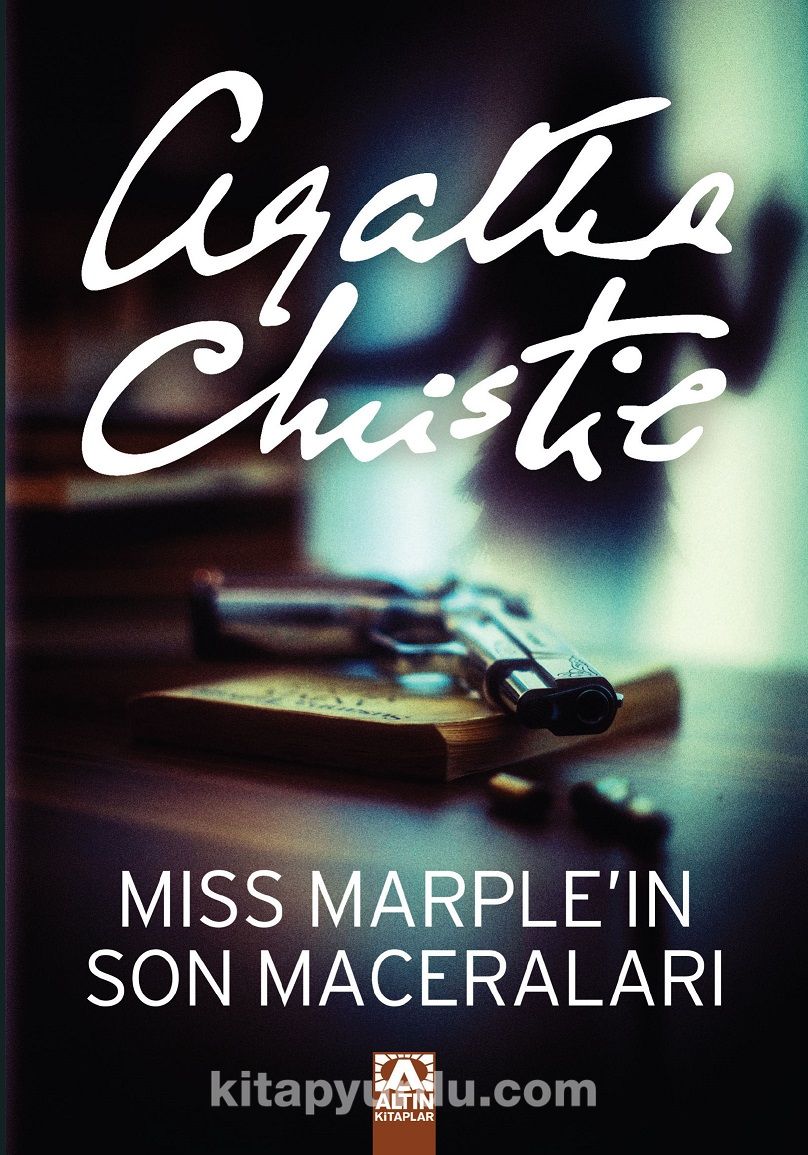 Agatha
Christie
MISS MARPLE'IN
SON MACERALARI
kitapyurdu.com
ALTIN
KİTAPLAR